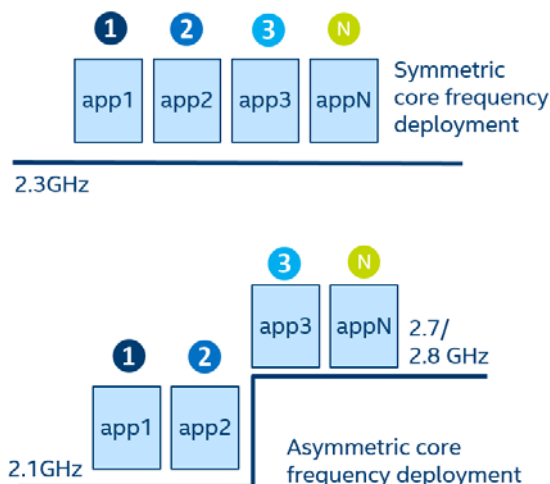 1 2 3 N
app1 app2 app3 appN
Symmetric
core frequency
deployment
2.3GHz
3 N
app3 appN
2.7/
2.8 GHz
1 2
app1 app2
2.1GHz
Asymmetric core
frequency deployment